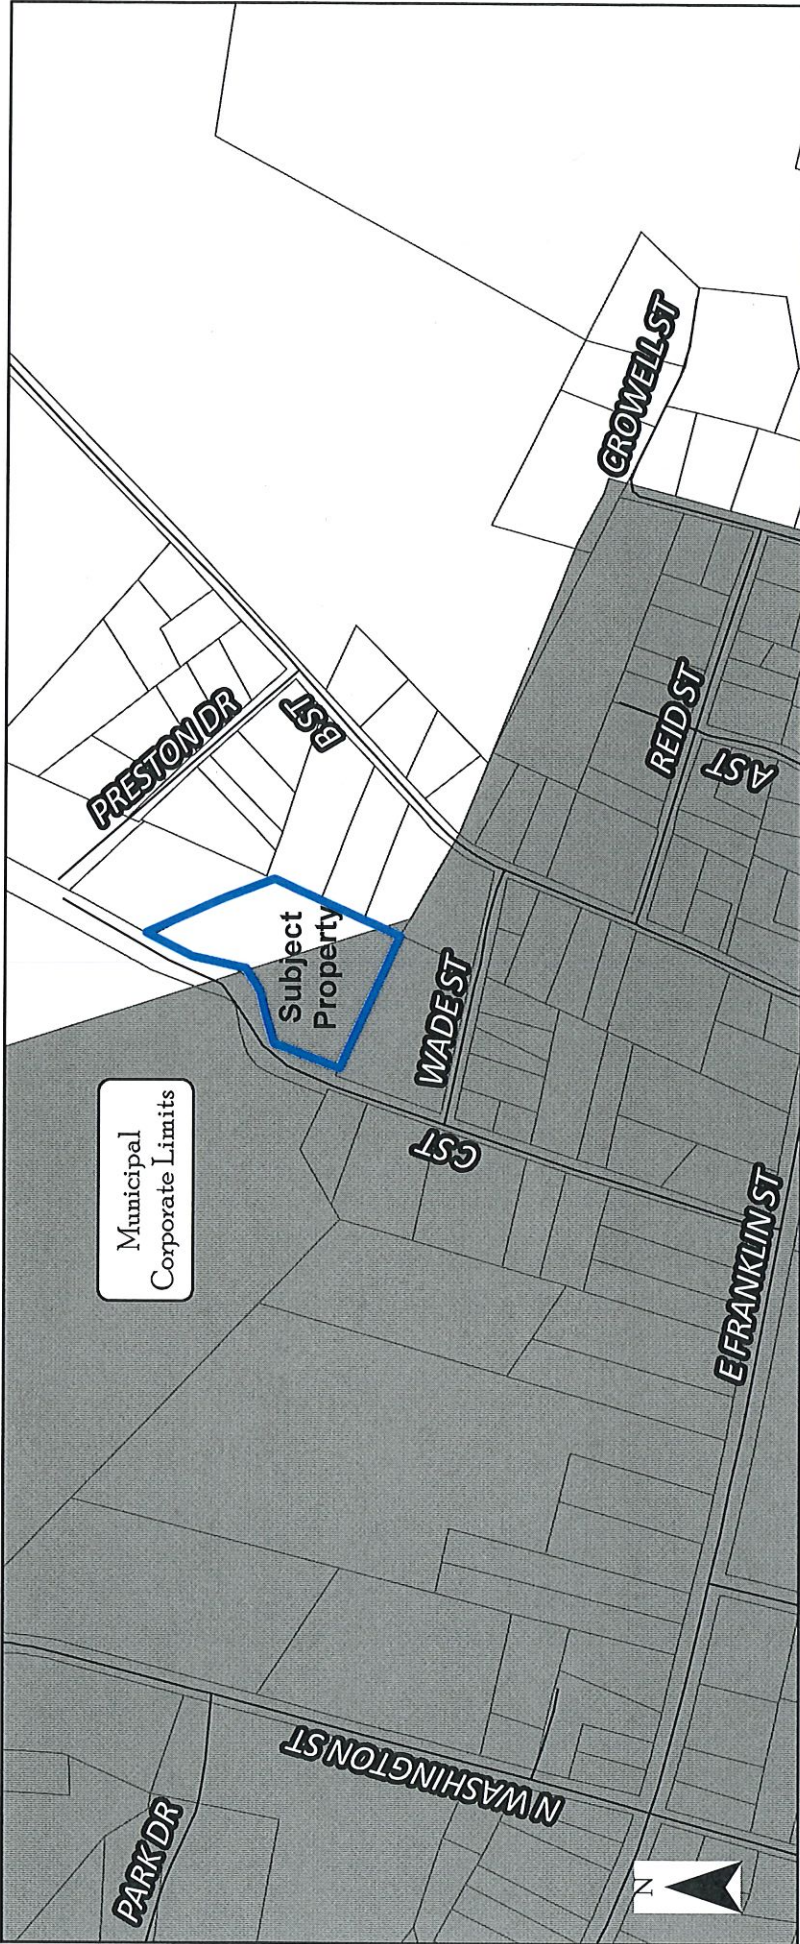 PARK DR
N WASHINGTON ST
Municipal
Corporate Limits
Subject
Property
PRESTON DR
B ST
C ST
WADE ST
REID ST
A ST
CROWELL ST
E FRANKLIN ST
N